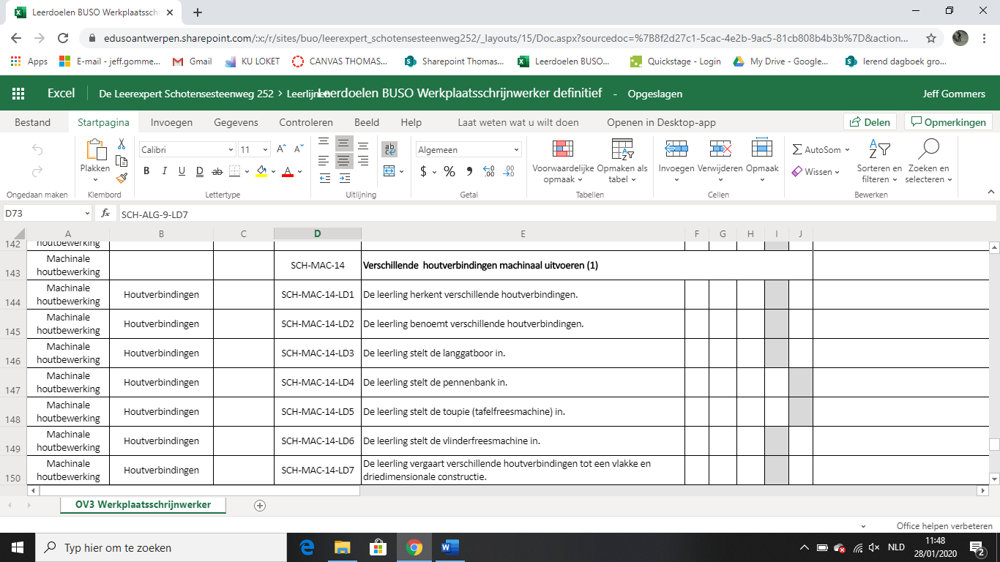 Leerdoelen BUSO Werkplaatssch
edusoantwerpen.sharepoint.com/:x:/r/sites/buo/leerexpert_schotensesteenweg252/_layouts/15/Doc.aspx?sourcedoc=%7B8f2d27c1-5cac-4e2b-9ac5-81cb808b4b3b%7D&action...
Apps E-mail - jeff.gomme... Gmail KU LOKET CANVAS THOMAS... Sharepoint Thomas... Leerdoelen BUSO... Quickstage - Login My Drive - Google... lerend dagboek gro...
Excel De Leerexpert Schotensesteenweg 252 > Leerlijnen Leerdoelen BUSO Werkplaatsschrijnwerker definitief - Opgeslagen Jeff Gommers
Bestand Startpagina Invoegen Gegevens Controleren Beeld Help Laat weten wat u wilt doen Openen in Desktop-app Delen Opmerkingen
Calibri 11 Algemeen AutoSom
Plakken B I U D ab $ % Voorwaardelijke Opmaken als Invoegen Verwijderen Opmaak Wissen Sorteren en Zoeken en
opmaak tabel filteren selecteren
Ongedaan maken Klembord Lettertype Uitlijning Getal Tabellen Cellen Bewerken
D73 fx SCH-ALG-9-LD7
A B C D E F G H I J
142 houtbewerking
143 Machinale houtbewerking SCH-MAC-14 Verschillende houtverbindingen machinaal uitvoeren (1)
144 Machinale houtbewerking Houtverbindingen SCH-MAC-14-LD1 De leerling herkent verschillende houtverbindingen.
145 Machinale houtbewerking Houtverbindingen SCH-MAC-14-LD2 De leerling benoemt verschillende houtverbindingen.
146 Machinale houtbewerking Houtverbindingen SCH-MAC-14-LD3 De leerling stelt de langgatboor in.
147 Machinale houtbewerking Houtverbindingen SCH-MAC-14-LD4 De leerling stelt de pennenbank in.
148 Machinale houtbewerking Houtverbindingen SCH-MAC-14-LD5 De leerling stelt de toupie (tafelfreesmachine) in.
149 Machinale houtbewerking Houtverbindingen SCH-MAC-14-LD6 De leerling stelt de vlinderfreesmachine in.
150 Machinale houtbewerking Houtverbindingen SCH-MAC-14-LD7 De leerling vergaart verschillende houtverbindingen tot een vlakke en driedimensionale constructie.
OV3 Werkplaatsschrijnwerker
Office helpen verbeteren
Typ hier om te zoeken NLD 11:48
28/01/2020 2